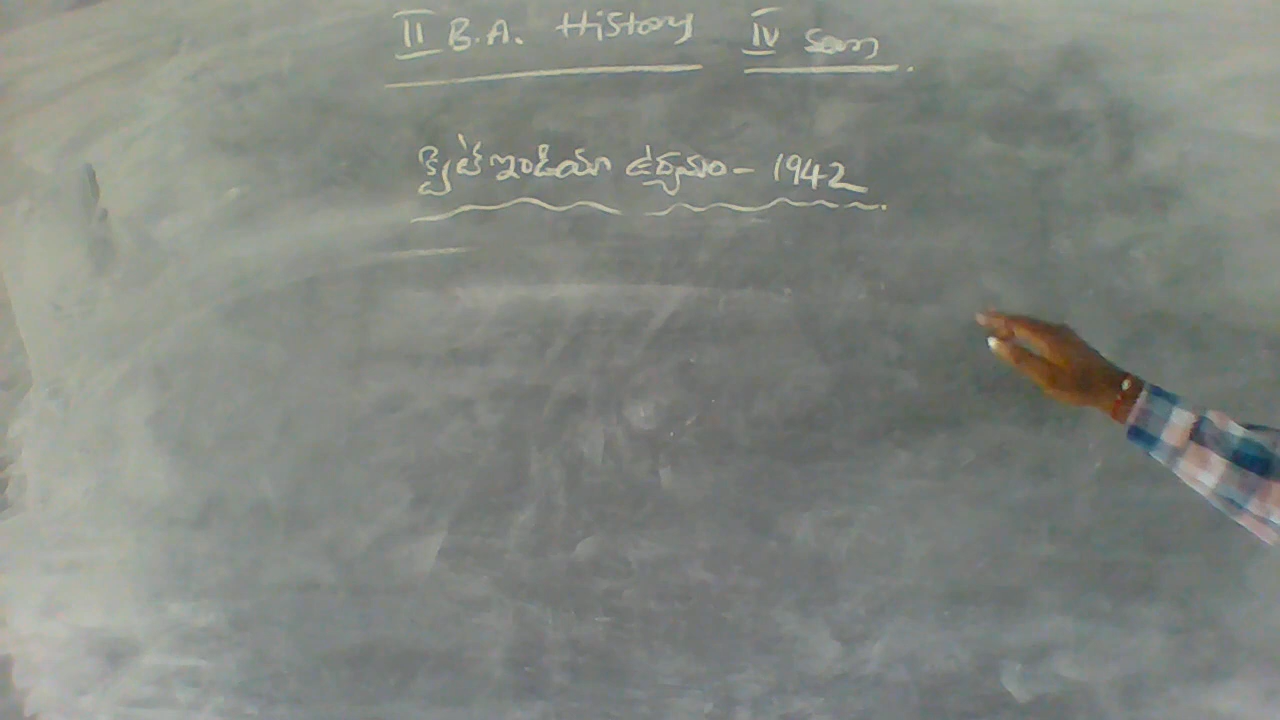 II B.A. History IV Sem.
క్విట్ ఇండియా ఉద్యమం - 1942